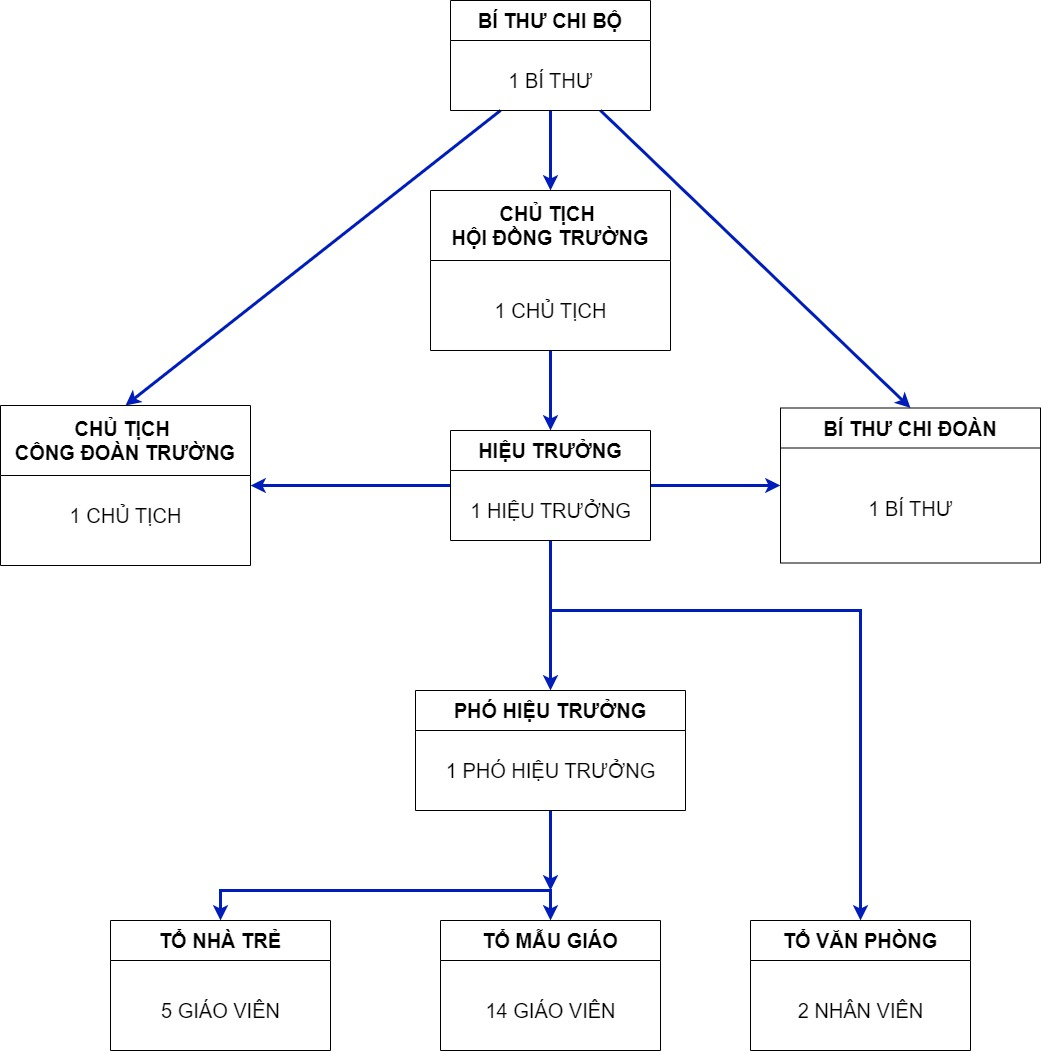 BÍ THƯ CHI BỘ
1 BÍ THƯ
CHỦ TỊCH
HỘI ĐỒNG TRƯỜNG
1 CHỦ TỊCH
CHỦ TỊCH
CÔNG ĐOÀN TRƯỜNG
1 CHỦ TỊCH
HIỆU TRƯỞNG
1 HIỆU TRƯỞNG
BÍ THƯ CHI ĐOÀN
1 BÍ THƯ
PHÓ HIỆU TRƯỞNG
1 PHÓ HIỆU TRƯỞNG
TỔ NHÀ TRẺ
5 GIÁO VIÊN
TỔ MẪU GIÁO
14 GIÁO VIÊN
TỔ VĂN PHÒNG
2 NHÂN VIÊN